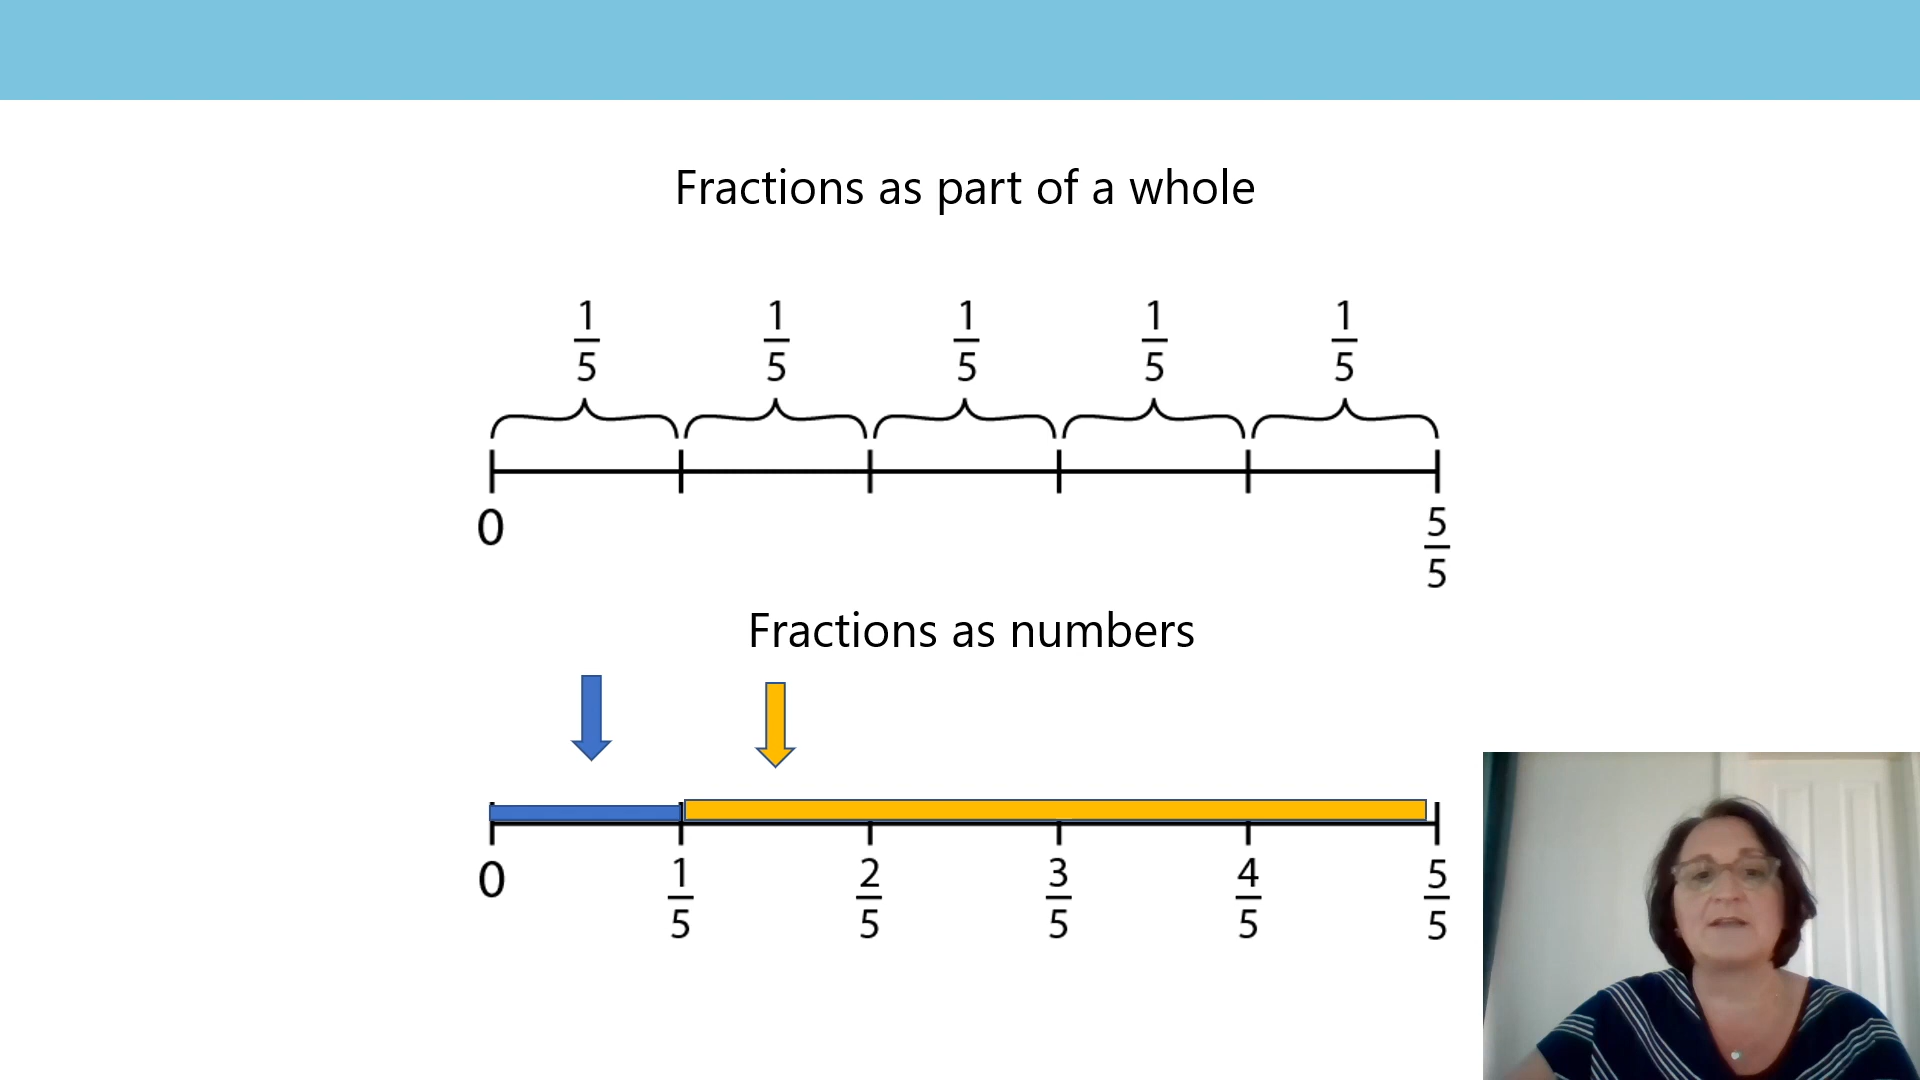 Fractions as part of a whole
1/5 1/5 1/5 1/5 1/5
0 5/5
Fractions as numbers
0 1/5 2/5 3/5 4/5 5/5